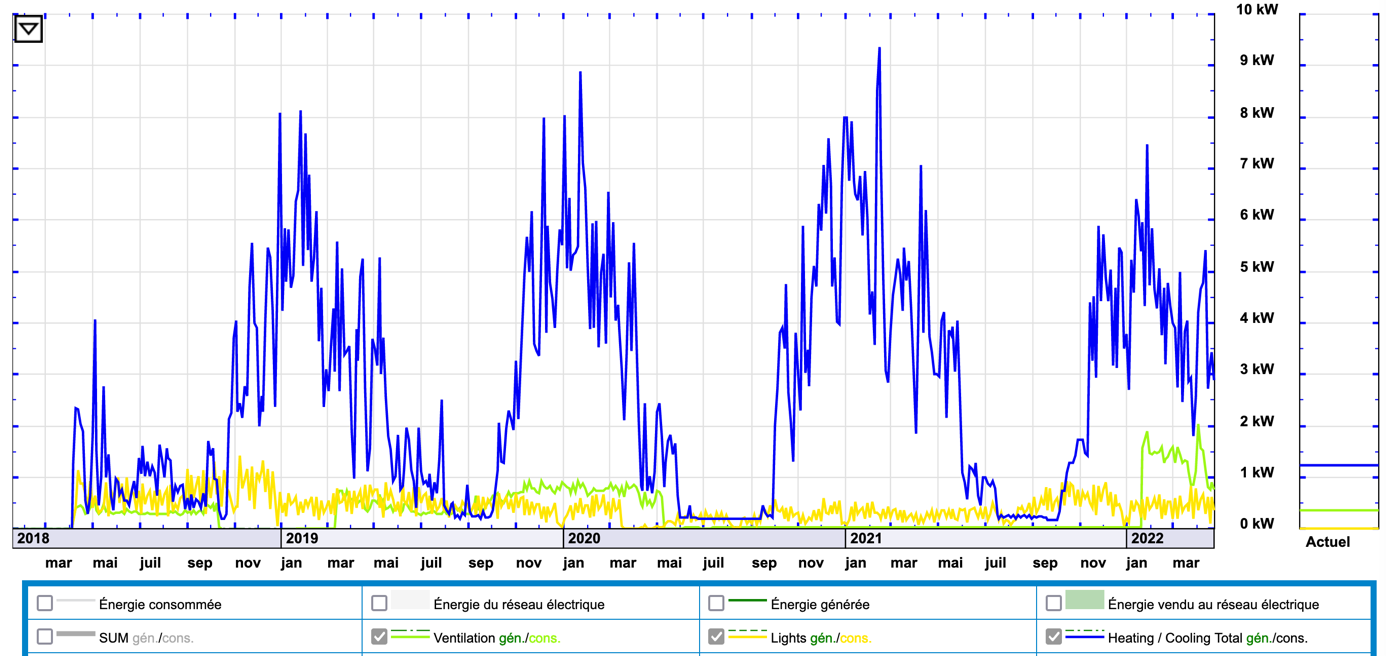 10 kW
9 kW
8 kW
7 kW
6 kW
5 kW
4 kW
3 kW
2 kW
1 kW
0 kW
Actuel
2018 2019 2020 2021 2022
mar mai juil sep nov jan mar mai juil sep nov jan mar juil sep nov jan mar mai juil sep nov jan mar
Énergie consommée Énergie du réseau électrique Énergie générée Énergie vendu au réseau électrique
SUM gén./cons. Ventilation gén./cons. Lights gén./cons. Heating / Cooling Total gén./cons.